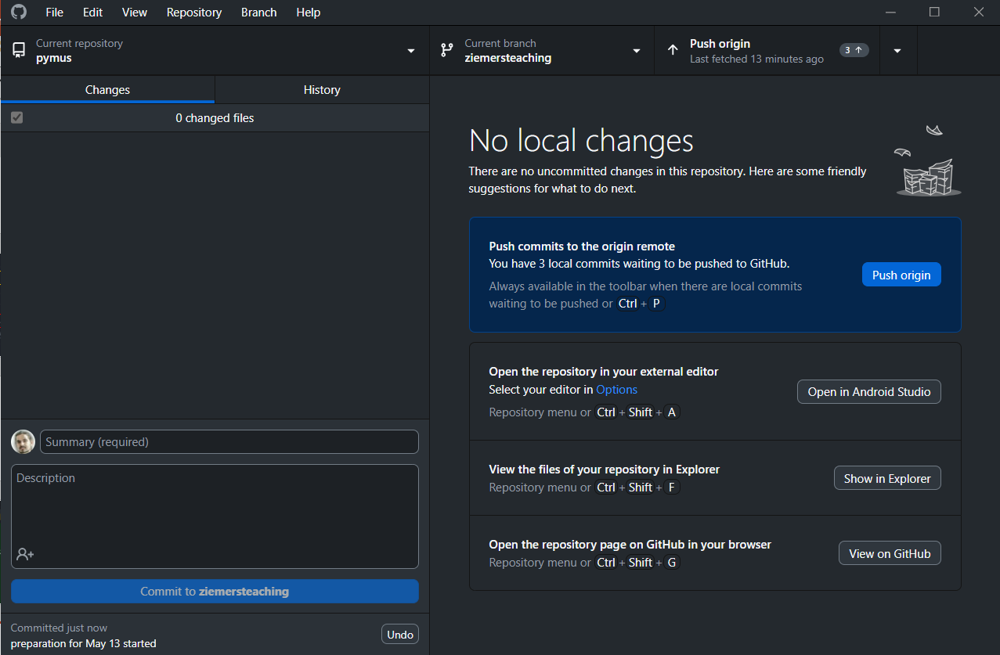 File Edit View Repository Branch Help
Current repository
pymus
Current branch
ziemersteaching
Push origin
Last fetched 13 minutes ago
3 ↑
Changes History
0 changed files
No local changes
There are no uncommitted changes in this repository. Here are some friendly
suggestions for what to do next.
Push commits to the origin remote
You have 3 local commits waiting to be pushed to GitHub.
Always available in the toolbar when there are local commits
waiting to be pushed or Ctrl + P
Push origin
Open the repository in your external editor
Select your editor in Options
Repository menu or Ctrl + Shift + A
Open in Android Studio
View the files of your repository in Explorer
Repository menu or Ctrl + Shift + F
Show in Explorer
Open the repository page on GitHub in your browser
Repository menu or Ctrl + Shift + G
View on GitHub
Summary (required)
Description
Commit to ziemersteaching
Committed just now
preparation for May 13 started
Undo